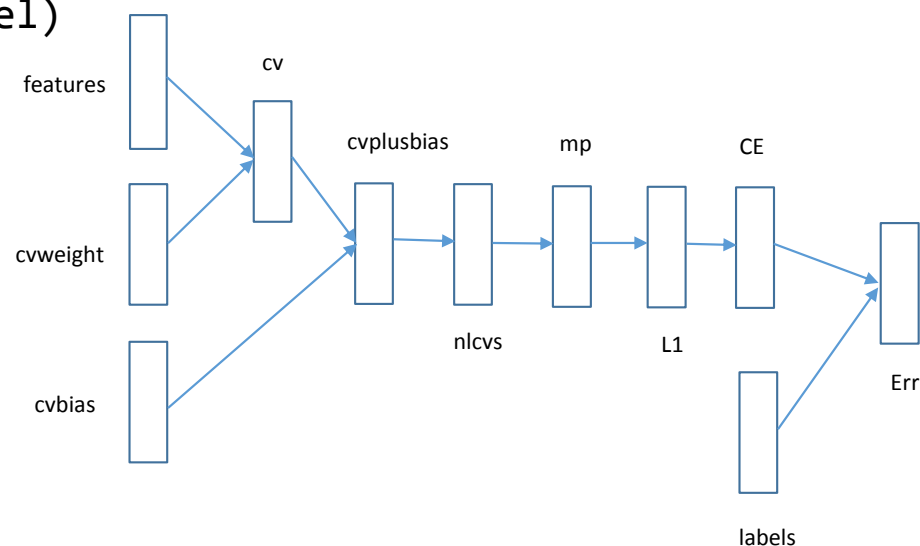 el)
features
cv
cvplusbias
mp
CE
cvweight
nlcvs
L1
cvbias
Err
labels